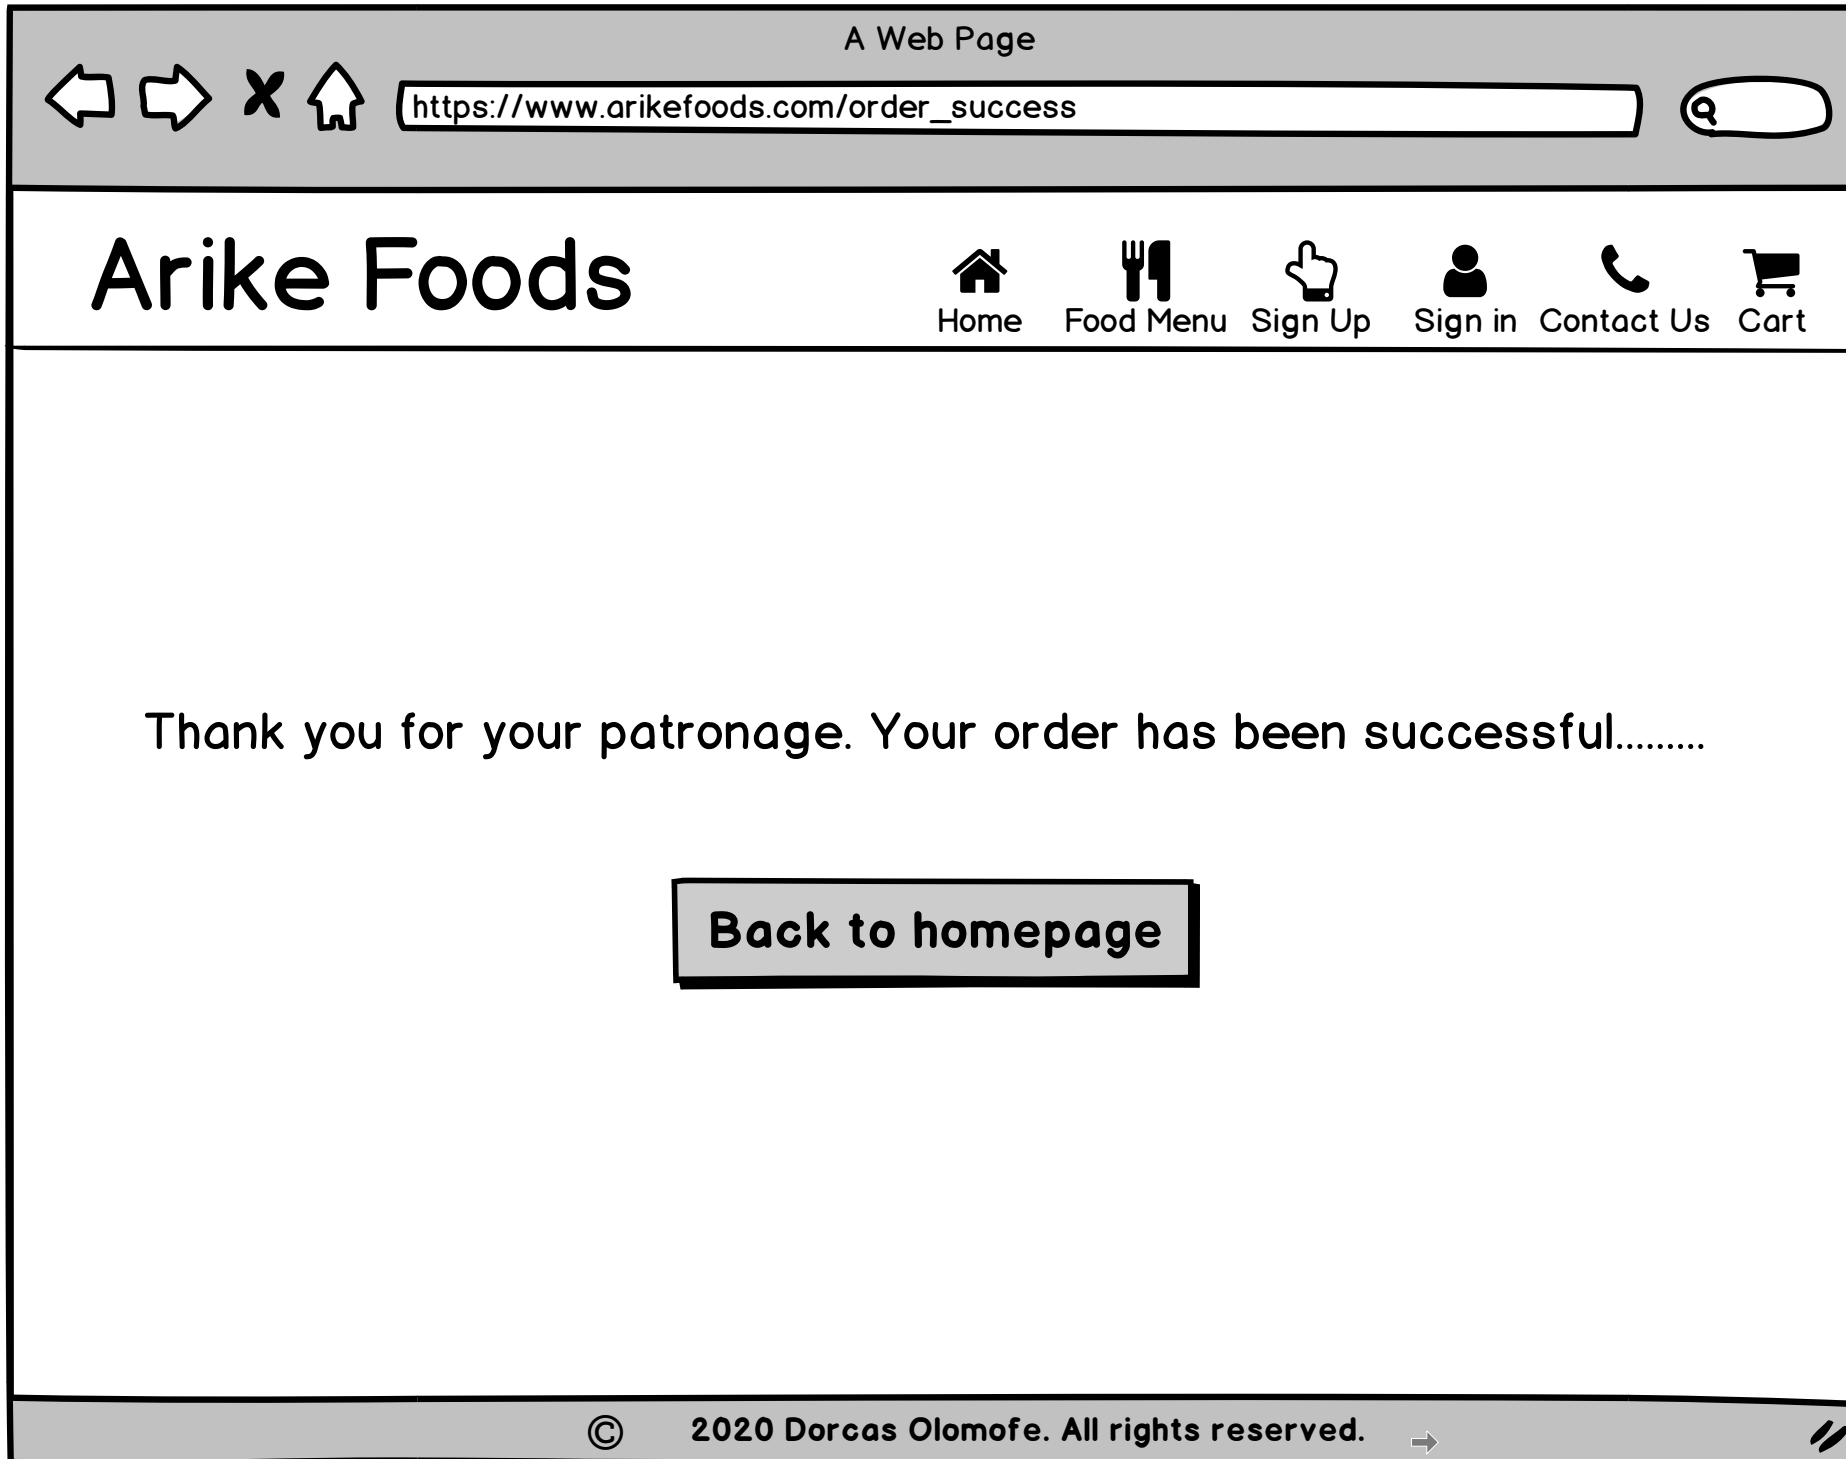 A Web Page
https://www.arikefoods.com/order_success
Arike Foods
Home Food Menu Sign Up Sign in Contact Us Cart
Thank you for your patronage. Your order has been successful.........
Back to homepage
© 2020 Dorcas Olomofe. All rights reserved.